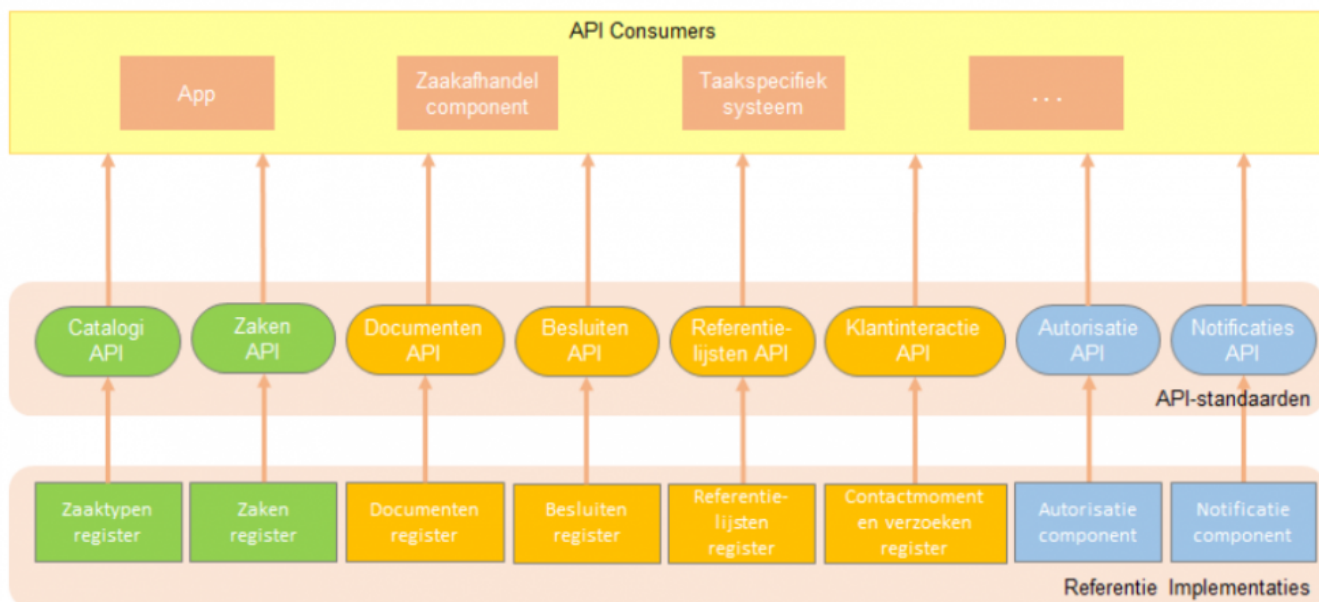 API Consumers
App
Zaakafhandel
component
Taakspecifiek
systeem
. . .
Catalogi
API
Zaken
API
Documenten
API
Besluiten
API
Referentie-
lijsten API
Klantinteractie
API
Autorisatie
API
Notificaties
API
API-standaarden
Zaaktypen
register
Zaken
register
Documenten
register
Besluiten
register
Referentie-
lijsten
register
Contactmoment
en verzoeken
register
Autorisatie
component
Notificatie
component
Referentie Implementaties